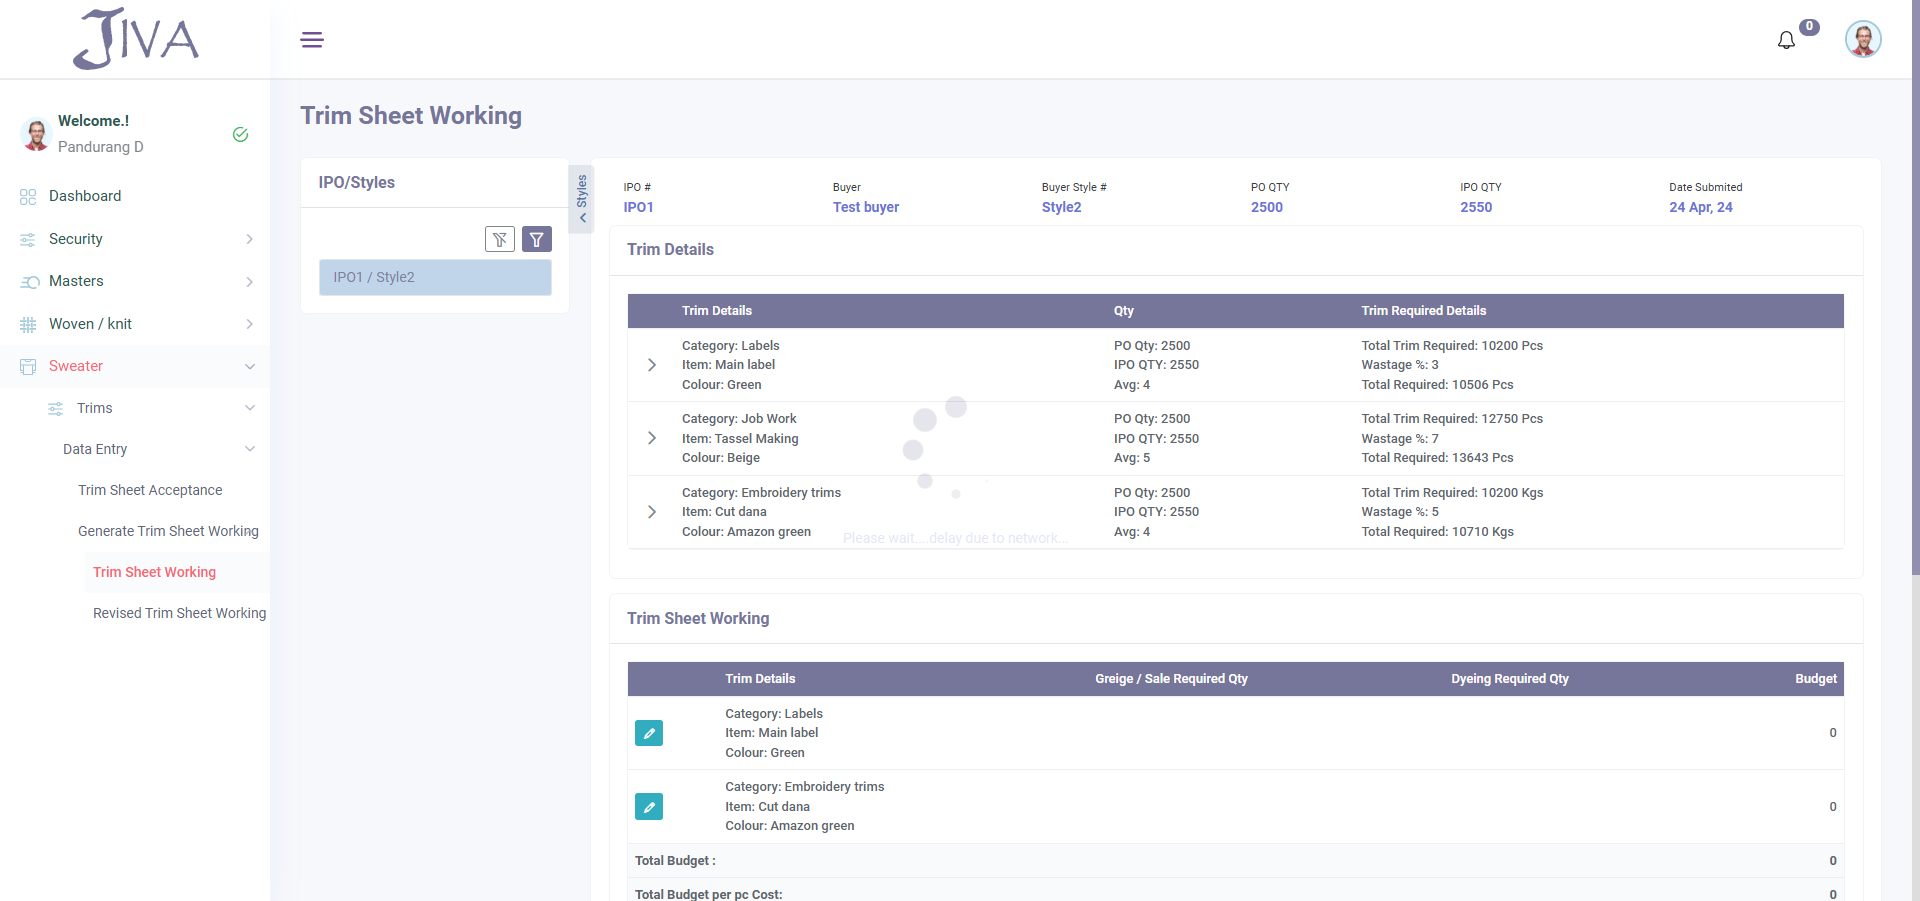 JIVA
0
Welcome.!
Pandurang D
Dashboard
Security
Masters
Woven / knit
Sweater
Trims
Data Entry
Trim Sheet Acceptance
Generate Trim Sheet Working
Trim Sheet Working
Revised Trim Sheet Working
Trim Sheet Working
IPO/Styles
IPO1 / Style2
Styles
IPO # Buyer Buyer Style # PO QTY IPO QTY Date Submited
IPO1 Test buyer Style2 2500 2550 24 Apr, 24
Trim Details
Trim Details Qty Trim Required Details
Category: Labels PO Qty: 2500 Total Trim Required: 10200 Pcs
Item: Main label IPO QTY: 2550 Wastage %: 3
Colour: Green Avg: 4 Total Required: 10506 Pcs
Category: Job Work PO Qty: 2500 Total Trim Required: 12750 Pcs
Item: Tassel Making IPO QTY: 2550 Wastage %: 7
Colour: Beige Avg: 5 Total Required: 13643 Pcs
Category: Embroidery trims PO Qty: 2500 Total Trim Required: 10200 Kgs
Item: Cut dana IPO QTY: 2550 Wastage %: 5
Colour: Amazon green Avg: 4 Total Required: 10710 Kgs
Please wait....delay due to network...
Trim Sheet Working
Trim Details Greige / Sale Required Qty Dyeing Required Qty Budget
Category: Labels
Item: Main label 0
Colour: Green
Category: Embroidery trims
Item: Cut dana 0
Colour: Amazon green
Total Budget : 0
Total Budget per pc Cost: 0